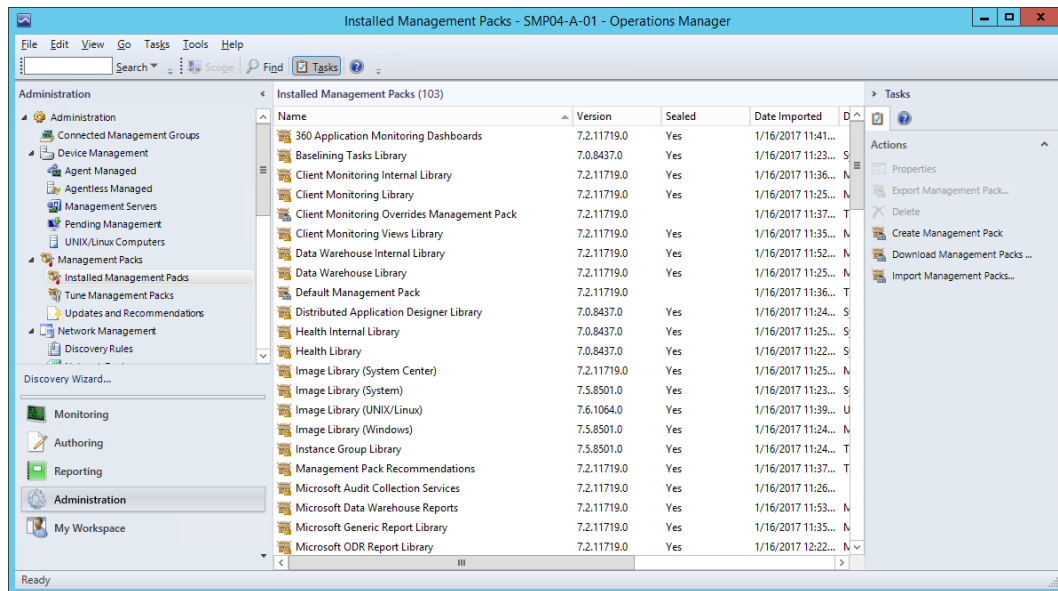 Installed Management Packs - SMP04-A-01 - Operations Manager
File Edit View Go Tasks Tools Help
Search Scope Find Tasks
Administration
Administration
Connected Management Groups
Device Management
Agent Managed
Agentless Managed
Management Servers
Pending Management
UNIX/Linux Computers
Management Packs
Installed Management Packs
Tune Management Packs
Updates and Recommendations
Network Management
Discovery Rules
Discovery Wizard...
Monitoring
Authoring
Reporting
Administration
My Workspace
Installed Management Packs (103)
Name Version Sealed Date Imported D
360 Application Monitoring Dashboards 7.2.11719.0 Yes 1/16/2017 11:41...
Baselining Tasks Library 7.0.8437.0 Yes 1/16/2017 11:23... S
Client Monitoring Internal Library 7.2.11719.0 Yes 1/16/2017 11:36... M
Client Monitoring Library 7.2.11719.0 Yes 1/16/2017 11:25... M
Client Monitoring Overrides Management Pack 7.2.11719.0 1/16/2017 11:37... T
Client Monitoring Views Library 7.2.11719.0 Yes 1/16/2017 11:35... M
Data Warehouse Internal Library 7.2.11719.0 Yes 1/16/2017 11:52... M
Data Warehouse Library 7.2.11719.0 Yes 1/16/2017 11:25... M
Default Management Pack 7.2.11719.0 1/16/2017 11:36... T
Distributed Application Designer Library 7.0.8437.0 Yes 1/16/2017 11:24... S
Health Internal Library 7.0.8437.0 Yes 1/16/2017 11:25... S
Health Library 7.0.8437.0 Yes 1/16/2017 11:22... S
Image Library (System Center) 7.2.11719.0 Yes 1/16/2017 11:25... M
Image Library (System) 7.5.8501.0 Yes 1/16/2017 11:23... S
Image Library (UNIX/Linux) 7.6.1064.0 Yes 1/16/2017 11:39... U
Image Library (Windows) 7.5.8501.0 Yes 1/16/2017 11:24... M
Instance Group Library 7.5.8501.0 Yes 1/16/2017 11:24... T
Management Pack Recommendations 7.2.11719.0 Yes 1/16/2017 11:37... T
Microsoft Audit Collection Services 7.2.11719.0 Yes 1/16/2017 11:26...
Microsoft Data Warehouse Reports 7.2.11719.0 Yes 1/16/2017 11:53... M
Microsoft Generic Report Library 7.2.11719.0 Yes 1/16/2017 11:35... M
Microsoft ODR Report Library 7.2.11719.0 Yes 1/16/2017 12:22... M
Tasks
Actions
Properties
Export Management Pack...
Delete
Create Management Pack
Download Management Packs ...
Import Management Packs...
Ready